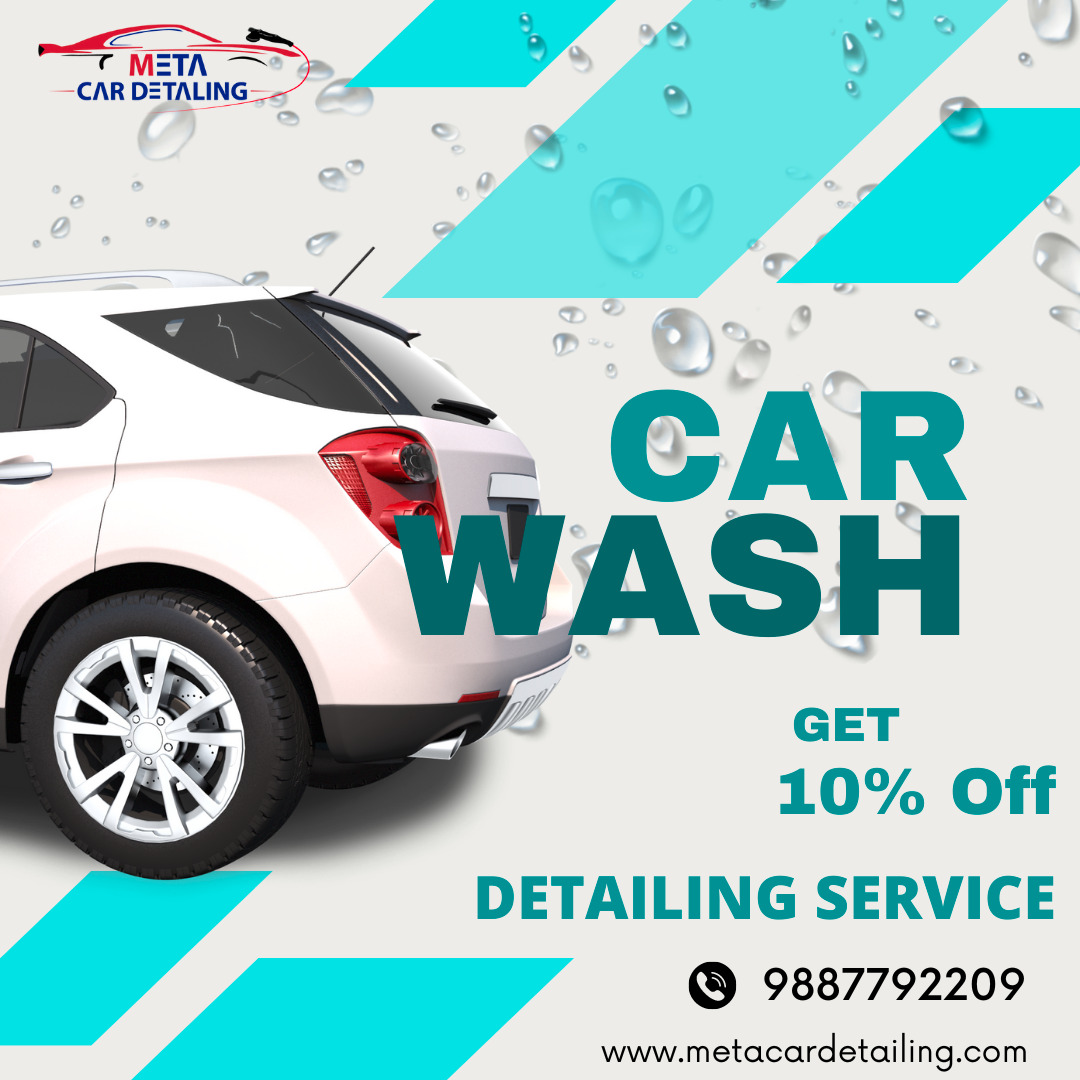 META
CAR DETALING
CAR
WASH
GET
10% Off
DETAILING SERVICE
9887792209
www.metacardetailing.com